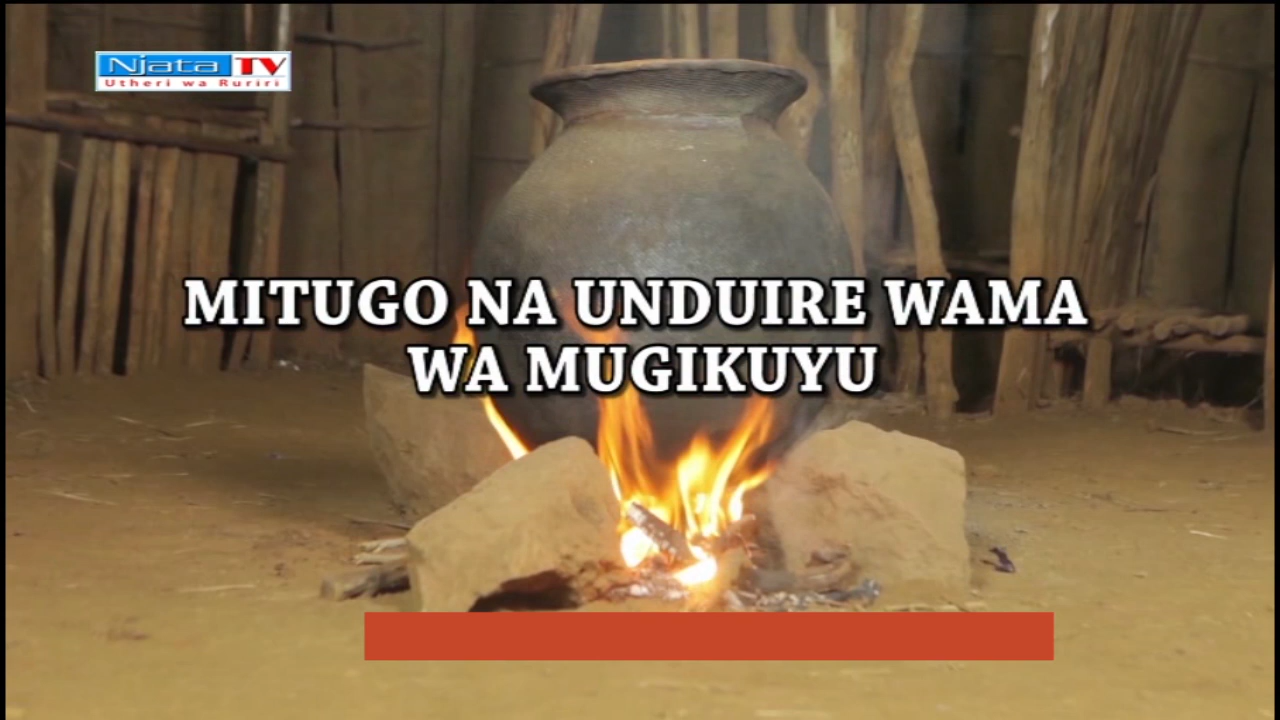 Njata TV
Utheri wa Ruriri
MITUGO NA UNDUIRE WAMA
WA MUGIKUYU